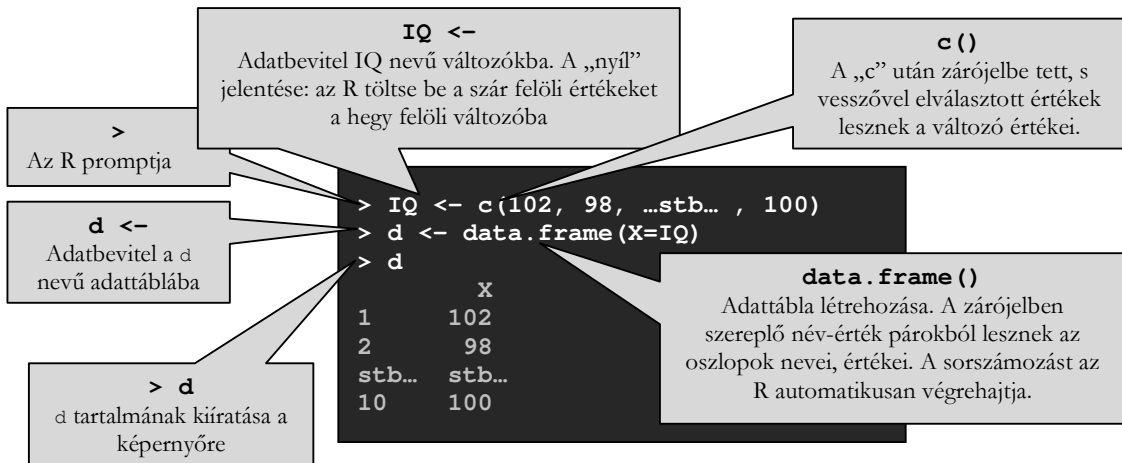 IQ <–
Adatbevitel IQ nevű változókba. A „nyíl”
jelentése: az R töltse be a szár felöli értékeket
a hegy felöli változóba
c()
A „c” után zárójelbe tett, s
vesszővel elválasztott értékek
lesznek a változó értékei.
>
Az R promptja
d <–
Adatbevitel a d
nevű adattáblába
> IQ <– c(102, 98, …stb… , 100)
> d <– data.frame(X=IQ)
> d
X
1 102
2 98
stb… stb…
10 100
data.frame()
Adattábla létrehozása. A zárójelben
szereplő név-érték párokból lesznek az
oszlopok nevei, értékei. A sorszámozást az
R automatikusan végrehajtja.
> d
d tartalmának kiíratása a
képernyőre